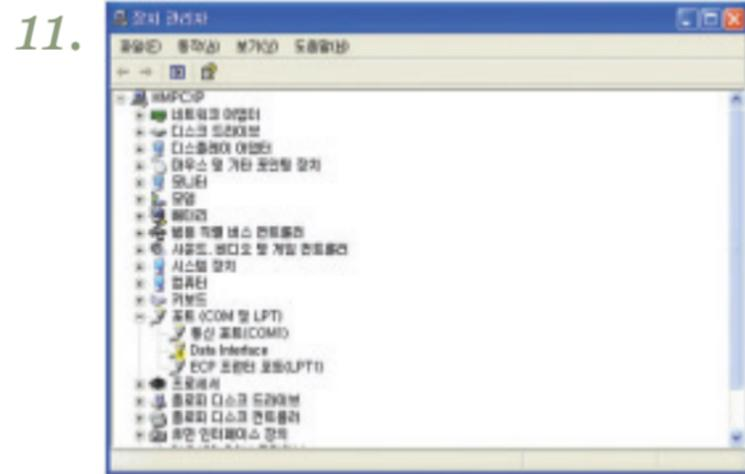 11.
장치 관리자
파일(F) 동작(A) 보기(V) 도움말(H)
HMPCIP
네트워크 어댑터
디스크 드라이브
디스플레이 어댑터
마우스 및 기타 포인팅 장치
모니터
모뎀
배터리
범용 직렬 버스 컨트롤러
사운드, 비디오 및 게임 컨트롤러
시스템 장치
컴퓨터
키보드
포트 (COM 및 LPT)
통신 포트(COM1)
Data Interface
ECP 프린터 포트(LPT1)
프로세서
플로피 디스크 드라이브
플로피 디스크 컨트롤러
휴먼 인터페이스 장치